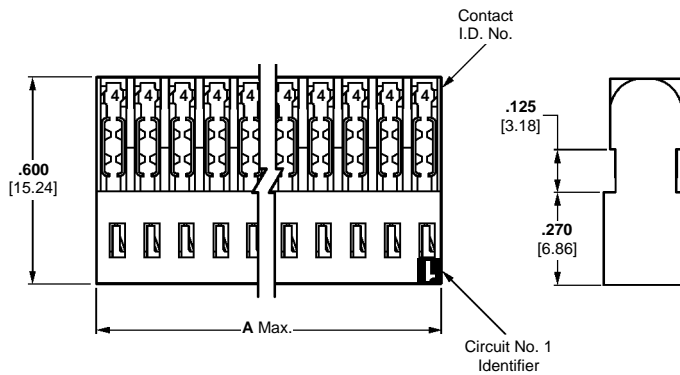 Contact
I.D. No.
4 4 4 4 4 4 4 4 4 4
.600
[15.24]
.125
[3.18]
.270
[6.86]
A Max.
Circuit No. 1
Identifier